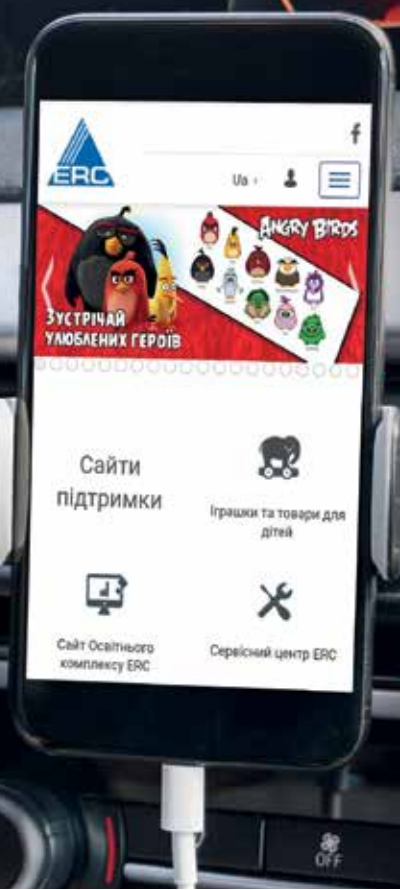 ERC
f
Ua
ANGRY BIRDS
ЗУСТРІЧАЙ
УЛЮБЛЕНИХ ГЕРОЇВ
Сайти
підтримки
Іграшки та товари для
дітей
Сайт Освітнього
комплексу ERC
Сервісний центр ERC
OFF